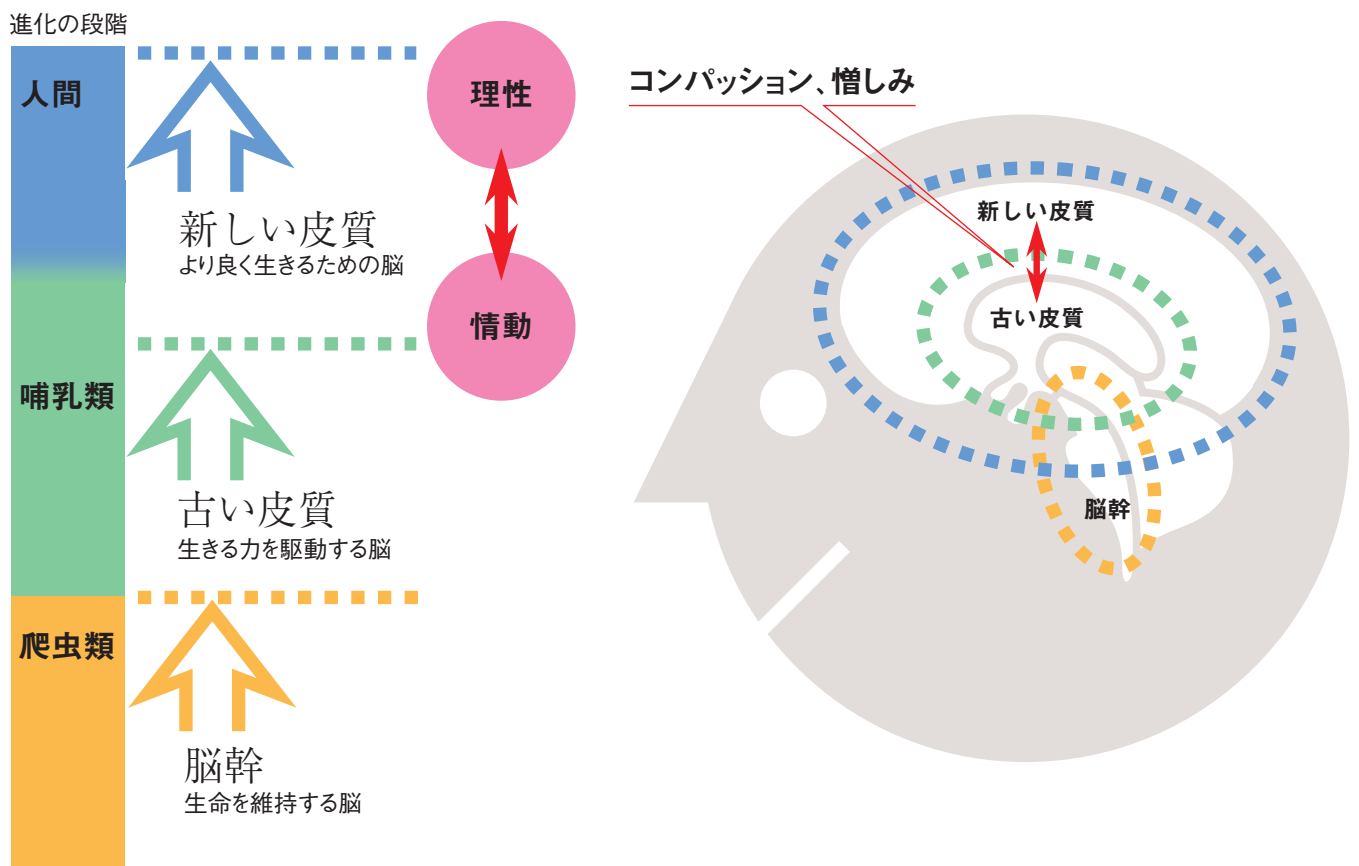 進化の段階
人間
新しい皮質
より良く生きるための脳
理性
情動
哺乳類
古い皮質
生きる力を駆動する脳
爬虫類
脳幹
生命を維持する脳
コンパッション、憎しみ
新しい皮質
古い皮質
脳幹